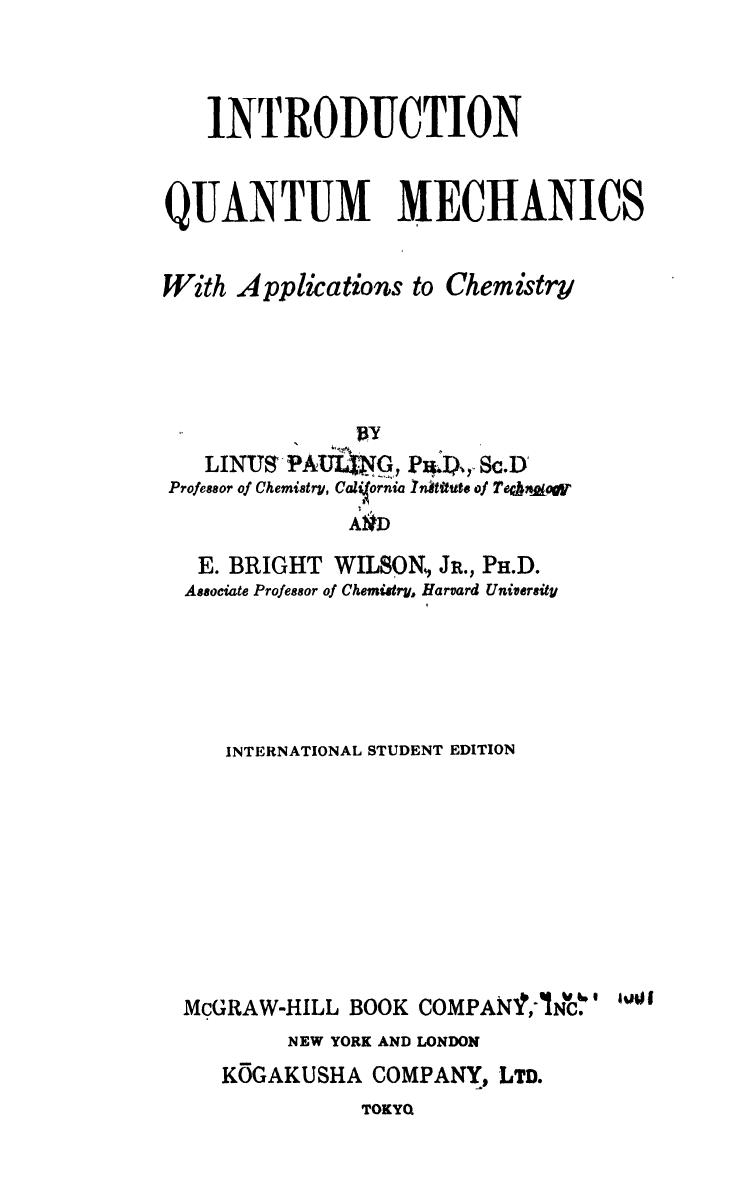 INTRODUCTION
QUANTUM MECHANICS
With Applications to Chemistry
BY
LINUS PAULING, PH.D., SC.D
Professor of Chemistry, California Institute of Technology
AND
E. BRIGHT WILSON, JR., PH.D.
Associate Professor of Chemistry, Harvard University
INTERNATIONAL STUDENT EDITION
McGRAW-HILL BOOK COMPANY, INC.
NEW YORK AND LONDON
KŌGAKUSHA COMPANY, LTD.
TOKYO